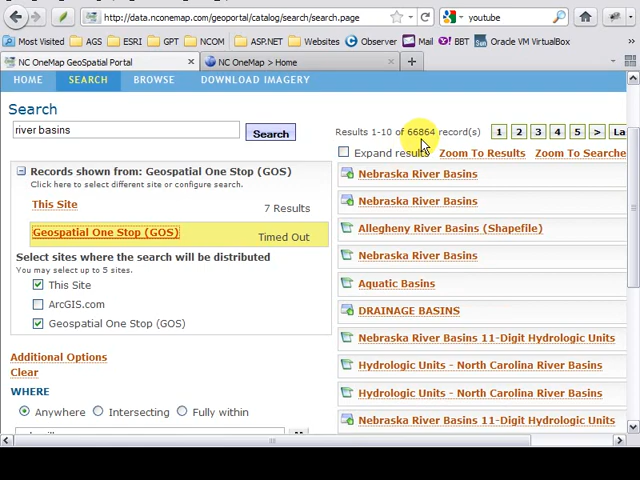 http://data.nconemap.com/geoportal/catalog/search/search.page
youtube
Most Visited AGS ESRI GPT NCOM ASP.NET Websites Observer Mail BBT Oracle VM VirtualBox
NC OneMap GeoSpatial Portal
NC OneMap > Home
HOME SEARCH BROWSE DOWNLOAD IMAGERY
Search
river basins
Search
Records shown from: Geospatial One Stop (GOS)
Click here to select different site or configure search.
This Site 7 Results
Geospatial One Stop (GOS) Timed Out
Select sites where the search will be distributed
You may select up to 5 sites.
This Site
ArcGIS.com
Geospatial One Stop (GOS)
Additional Options
Clear
WHERE
Anywhere Intersecting Fully within
Results 1-10 of 66864 record(s) 1 2 3 4 5 > La
Expand results Zoom To Results Zoom To Searche
Nebraska River Basins
Nebraska River Basins
Allegheny River Basins (Shapefile)
Nebraska River Basins
Aquatic Basins
DRAINAGE BASINS
Nebraska River Basins 11-Digit Hydrologic Units
Hydrologic Units - North Carolina River Basins
Hydrologic Units - North Carolina River Basins
Nebraska River Basins 11-Digit Hydrologic Units